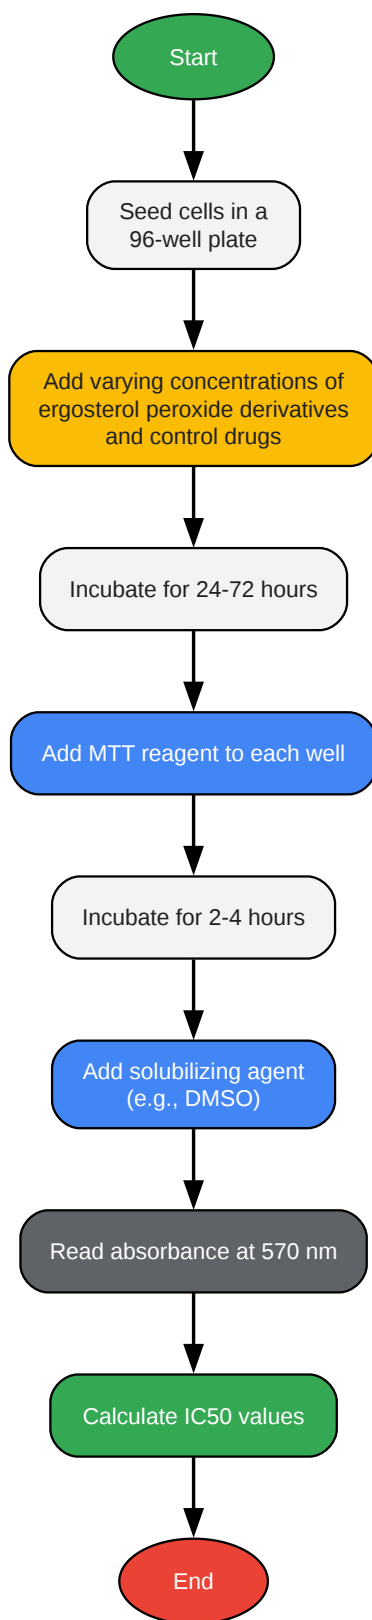 Start
Seed cells in a
96-well plate
Add varying concentrations of
ergosterol peroxide derivatives
and control drugs
Incubate for 24-72 hours
Add MTT reagent to each well
Incubate for 2-4 hours
Add solubilizing agent
(e.g., DMSO)
Read absorbance at 570 nm
Calculate IC50 values
End